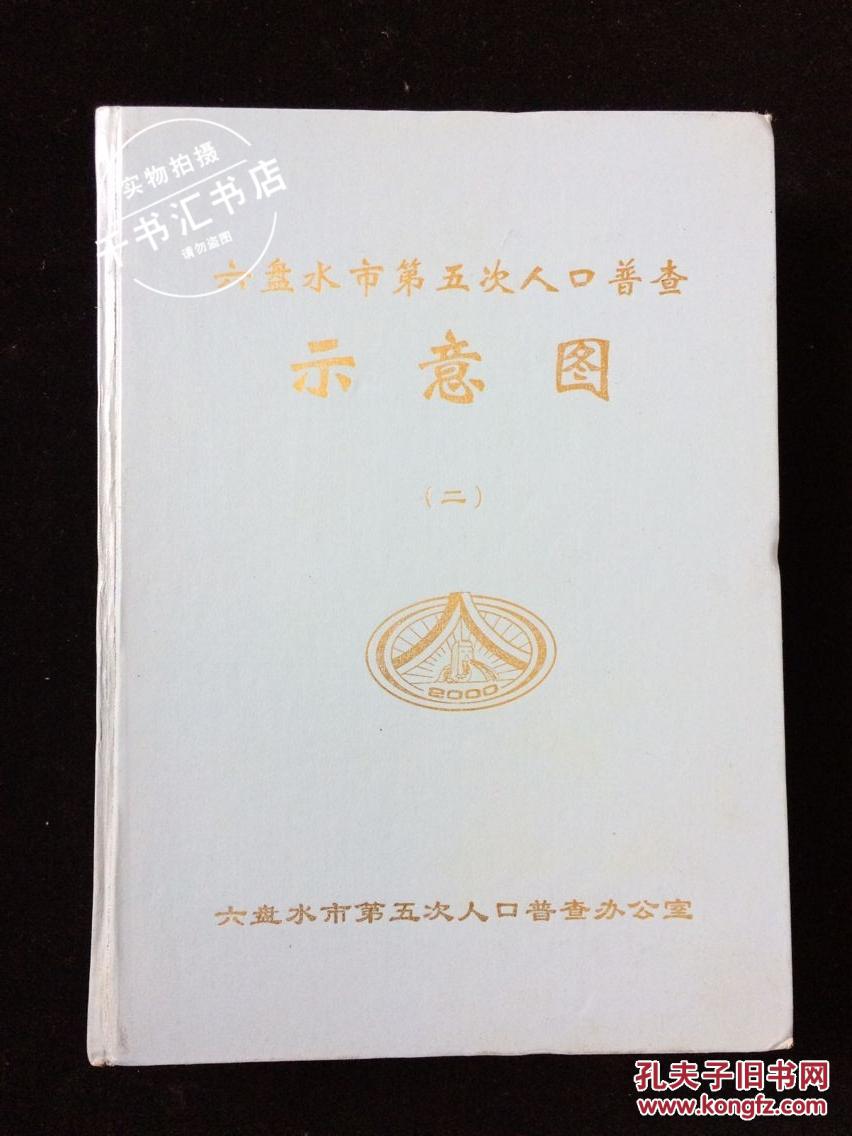 实物拍摄
千书汇书店
请勿盗图
六盘水市第五次人口普查
示意图
（二）
2000
六盘水市第五次人口普查办公室
孔夫子旧书网
www.kongfz.com